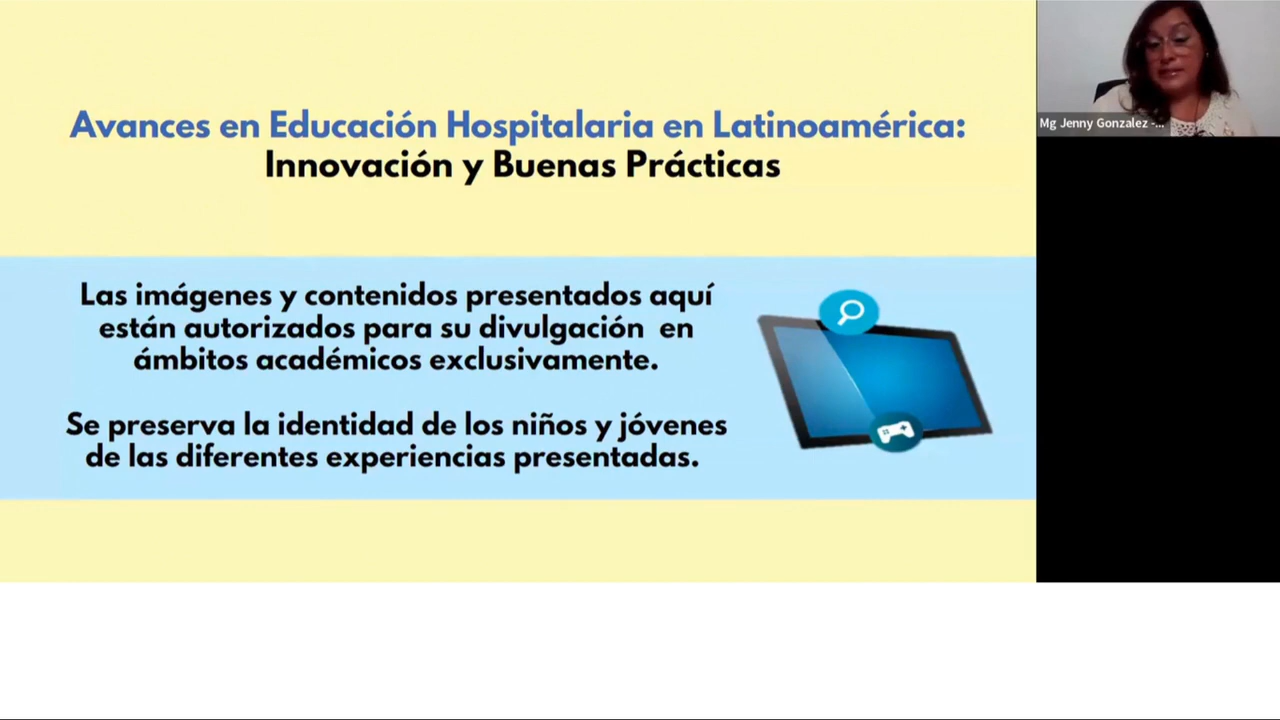 Avances en Educación Hospitalaria en Latinoamérica:
Innovación y Buenas Prácticas
Las imágenes y contenidos presentados aquí
están autorizados para su divulgación en
ámbitos académicos exclusivamente.
Se preserva la identidad de los niños y jóvenes
de las diferentes experiencias presentadas.
Mg Jenny Gonzalez -...